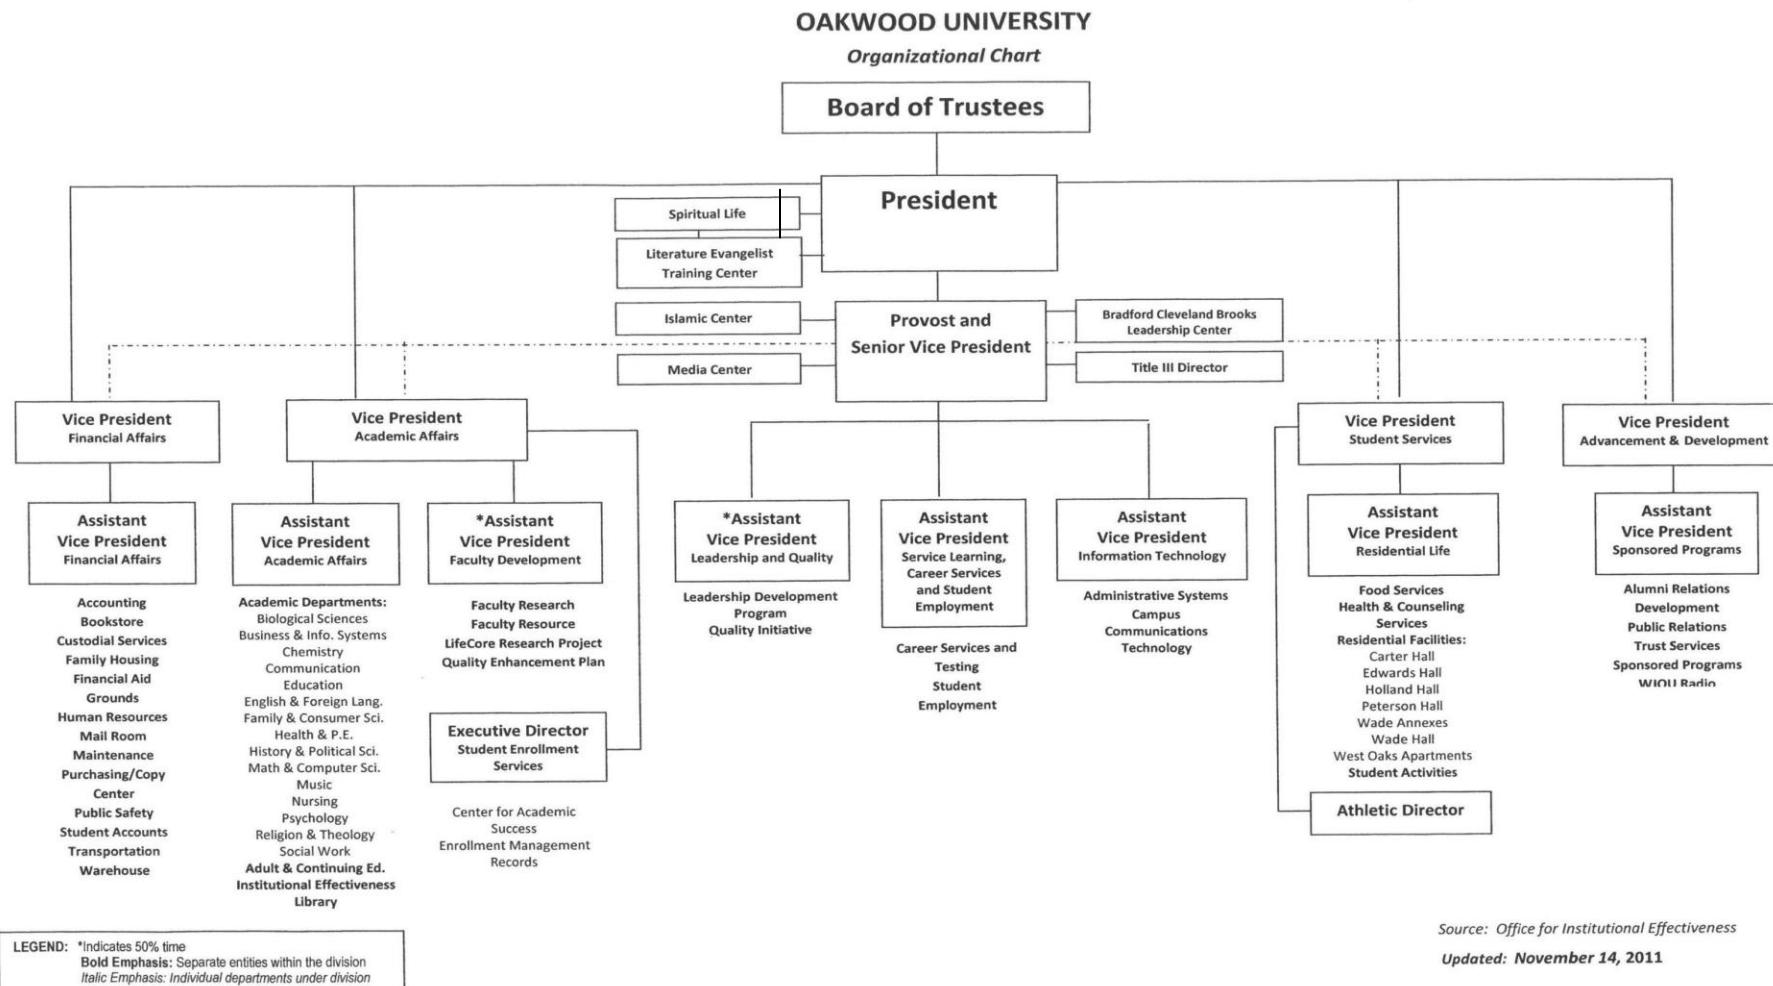 OAKWOOD UNIVERSITY
Organizational Chart
Board of Trustees
President
Spiritual Life
Literature Evangelist
Training Center
Islamic Center
Media Center
Provost and
Senior Vice President
Bradford Cleveland Brooks
Leadership Center
Title III Director
Vice President
Financial Affairs
Vice President
Academic Affairs
Vice President
Student Services
Vice President
Advancement & Development
Assistant
Vice President
Financial Affairs
Accounting
Bookstore
Custodial Services
Family Housing
Financial Aid
Grounds
Human Resources
Mail Room
Maintenance
Purchasing/Copy
Center
Public Safety
Student Accounts
Transportation
Warehouse
Assistant
Vice President
Academic Affairs
Academic Departments:
Biological Sciences
Business & Info. Systems
Chemistry
Communication
Education
English & Foreign Lang.
Family & Consumer Sci.
Health & P.E.
History & Political Sci.
Math & Computer Sci.
Music
Nursing
Psychology
Religion & Theology
Social Work
Adult & Continuing Ed.
Institutional Effectiveness
Library
*Assistant
Vice President
Faculty Development
Faculty Research
Faculty Resource
LifeCore Research Project
Quality Enhancement Plan
Executive Director
Student Enrollment
Services
Center for Academic
Success
Enrollment Management
Records
*Assistant
Vice President
Leadership and Quality
Leadership Development
Program
Quality Initiative
Assistant
Vice President
Service Learning,
Career Services
and Student
Employment
Career Services and
Testing
Student
Employment
Assistant
Vice President
Information Technology
Administrative Systems
Campus
Communications
Technology
Assistant
Vice President
Residential Life
Food Services
Health & Counseling
Services
Residential Facilities:
Carter Hall
Edwards Hall
Holland Hall
Peterson Hall
Wade Annexes
Wade Hall
West Oaks Apartments
Student Activities
Athletic Director
Assistant
Vice President
Sponsored Programs
Alumni Relations
Development
Public Relations
Trust Services
Sponsored Programs
WJOU Radio
LEGEND: *Indicates 50% time
Bold Emphasis: Separate entities within the division
Italic Emphasis: Individual departments under division
Source: Office for Institutional Effectiveness
Updated: November 14, 2011